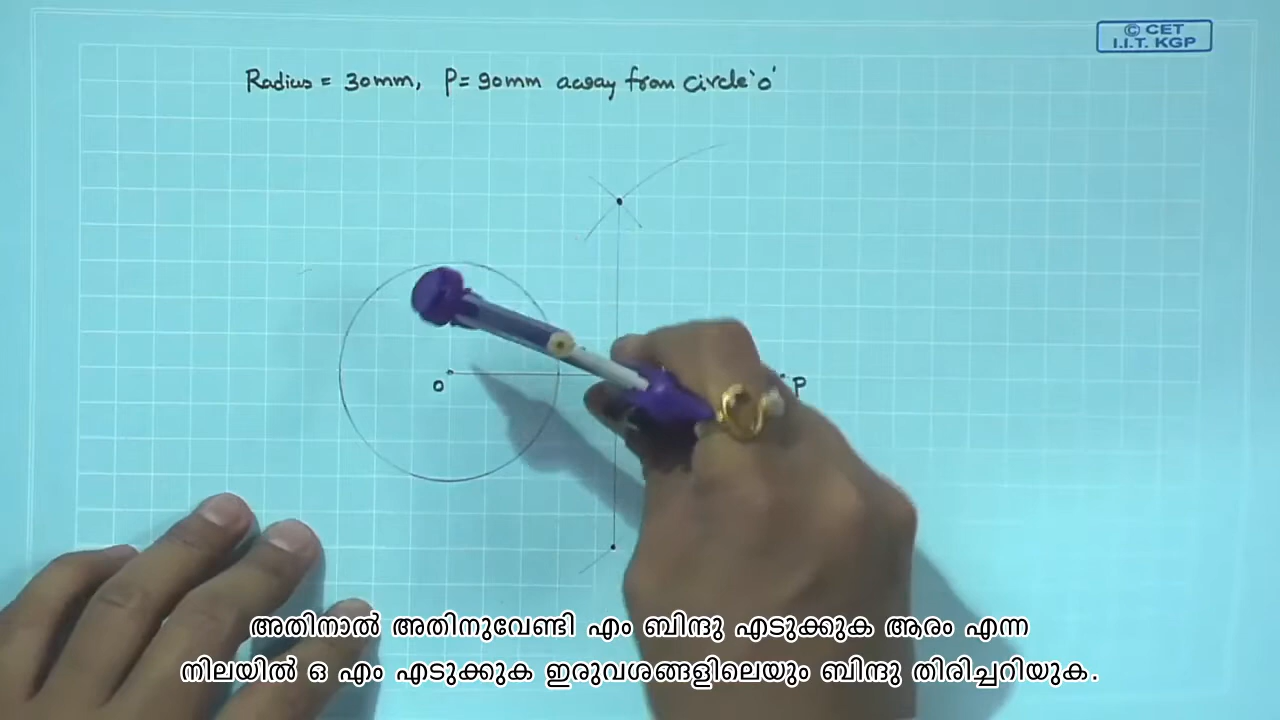 © CET
I.I.T. KGP
Radius = 30mm, P= 90mm away from circle 'o'
O
P
അതിനാൽ അതിനുവേണ്ടി എം ബിന്ദു എടുക്കുക ആരം എന്ന
നിലയിൽ ഒ എം എടുക്കുക ഇരുവശങ്ങളിലെയും ബിന്ദു തിരിച്ചറിയുക.